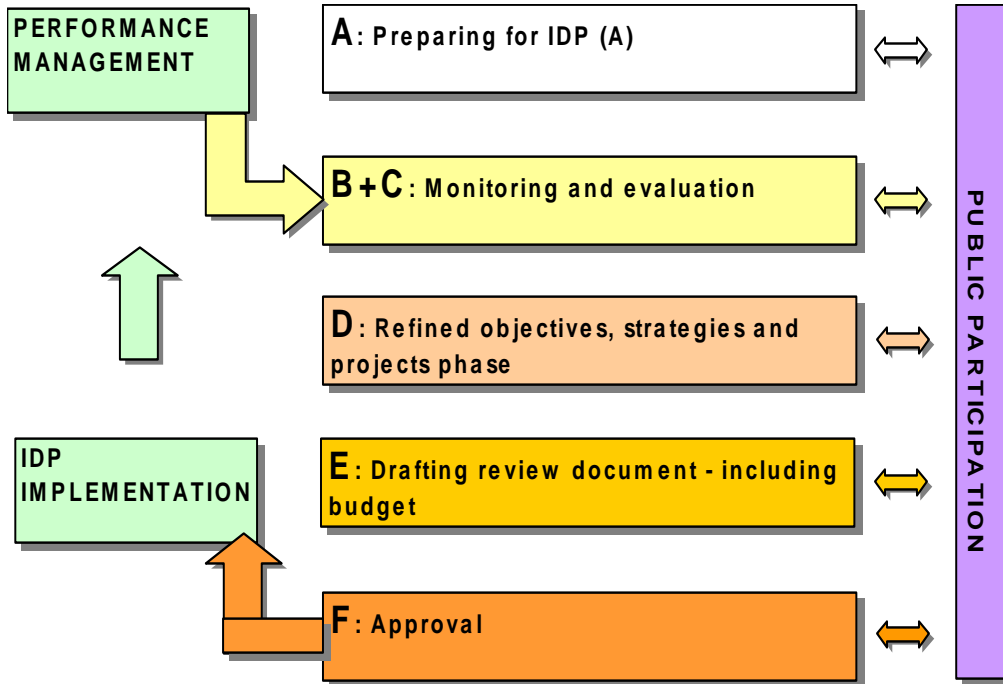 PERFORMANCE
MANAGEMENT
A: Preparing for IDP (A)
B+C: Monitoring and evaluation
D: Refined objectives, strategies and
projects phase
IDP
IMPLEMENTATION
E: Drafting review document - including
budget
F: Approval
PUBLIC PARTICIPATION